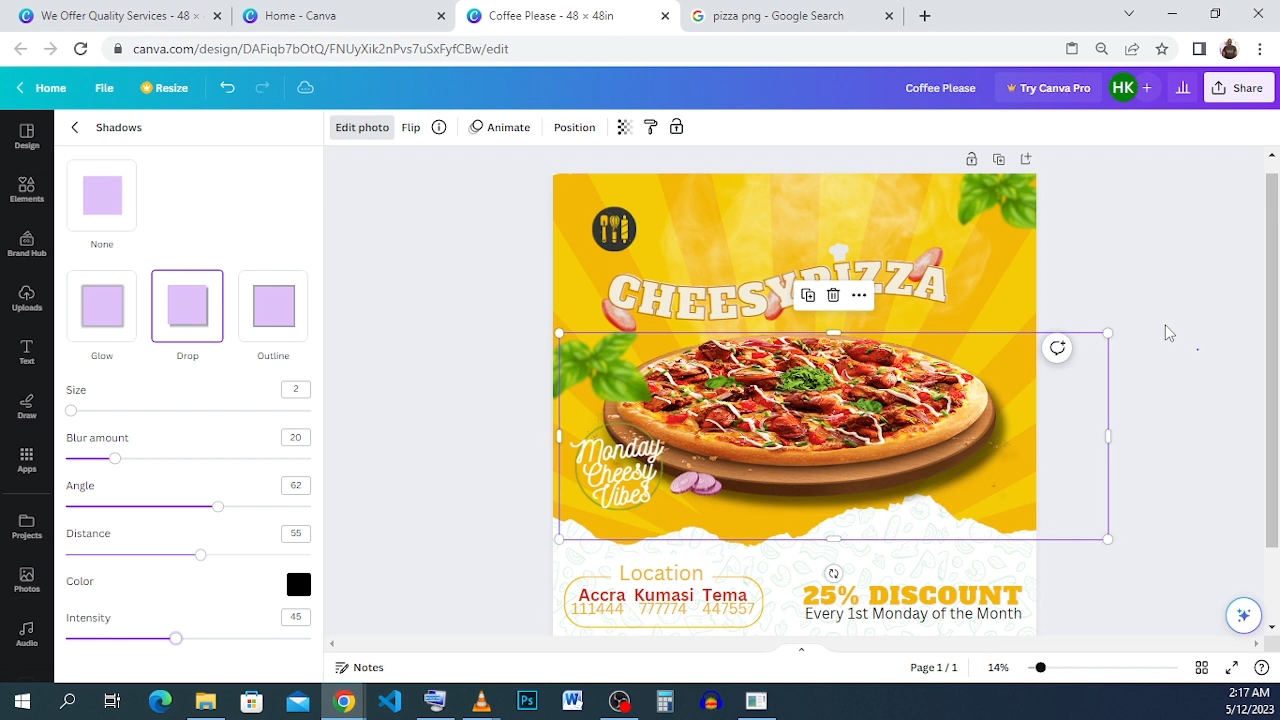 We Offer Quality Services - 48 ×
Home - Canva
Coffee Please - 48 × 48in
pizza png - Google Search
canva.com/design/DAFiqb7bOtQ/FNUyXik2nPvs7uSxFyfCBw/edit
Home
File
Resize
Coffee Please
Try Canva Pro
HK
Share
Design
Elements
Brand Hub
Uploads
Text
Draw
Apps
Projects
Photos
Audio
Shadows
None
Glow
Drop
Outline
Size 2
Blur amount 20
Angle 62
Distance 55
Color
Intensity 45
Edit photo
Flip
Animate
Position
CHEESY PIZZA
Monday
Cheesy
Vibes
Location
Accra Kumasi Tema
111444 777774 447557
25% DISCOUNT
Every 1st Monday of the Month
Notes
Page 1 / 1
14%
Ps
W
2:17 AM
5/12/2023